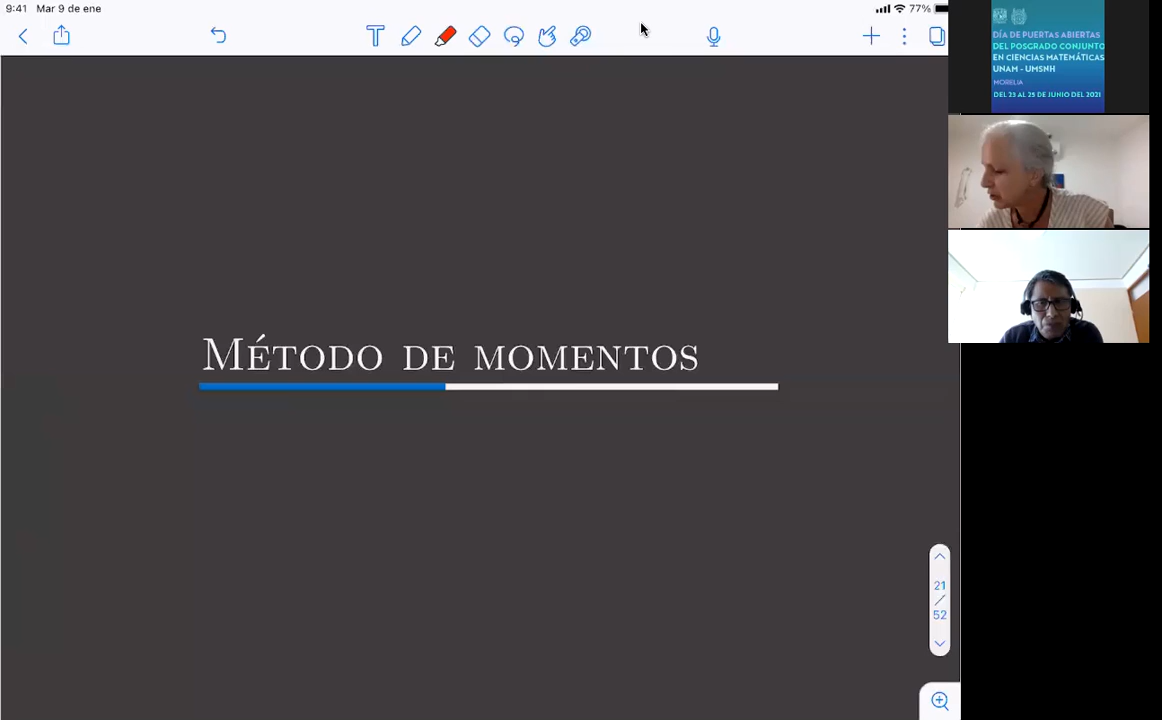 9:41 Mar 9 de ene
77%
DÍA DE PUERTAS ABIERTAS
DEL POSGRADO CONJUNTO
EN CIENCIAS MATEMÁTICAS
UNAM - UMSNH
MORELIA
DEL 23 AL 25 DE JUNIO DEL 2021
Método de momentos
21
/
52